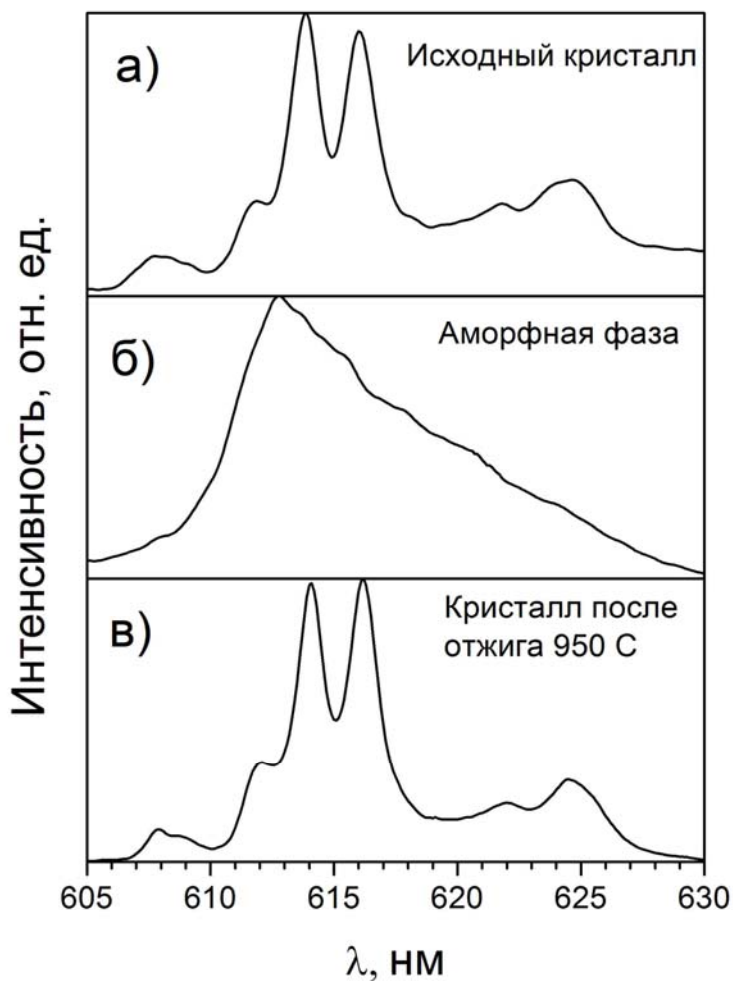 а)
Исходный кристалл
б)
Аморфная фаза
в)
Кристалл после
отжига 950 С
Интенсивность, отн. ед.
605 610 615 620 625 630
λ, нм